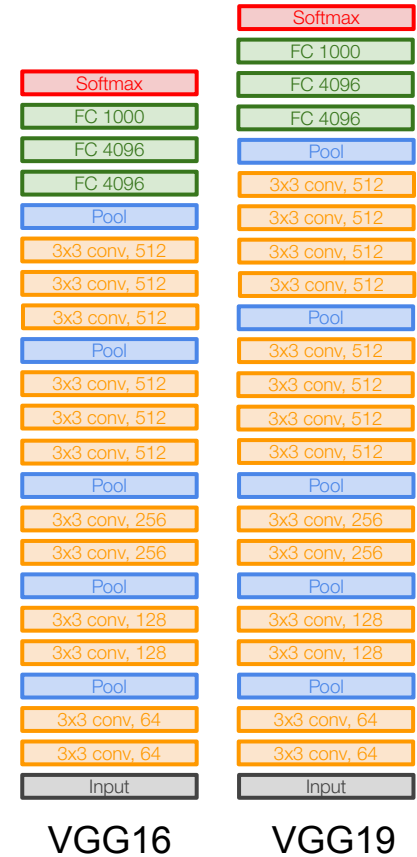 Softmax
FC 1000
FC 4096
FC 4096
Pool
3x3 conv, 512
3x3 conv, 512
3x3 conv, 512
Pool
3x3 conv, 512
3x3 conv, 512
3x3 conv, 512
Pool
3x3 conv, 256
3x3 conv, 256
Pool
3x3 conv, 128
3x3 conv, 128
Pool
3x3 conv, 64
3x3 conv, 64
Input
VGG16
Softmax
FC 1000
FC 4096
FC 4096
Pool
3x3 conv, 512
3x3 conv, 512
3x3 conv, 512
3x3 conv, 512
Pool
3x3 conv, 512
3x3 conv, 512
3x3 conv, 512
3x3 conv, 512
Pool
3x3 conv, 256
3x3 conv, 256
Pool
3x3 conv, 128
3x3 conv, 128
Pool
3x3 conv, 64
3x3 conv, 64
Input
VGG19